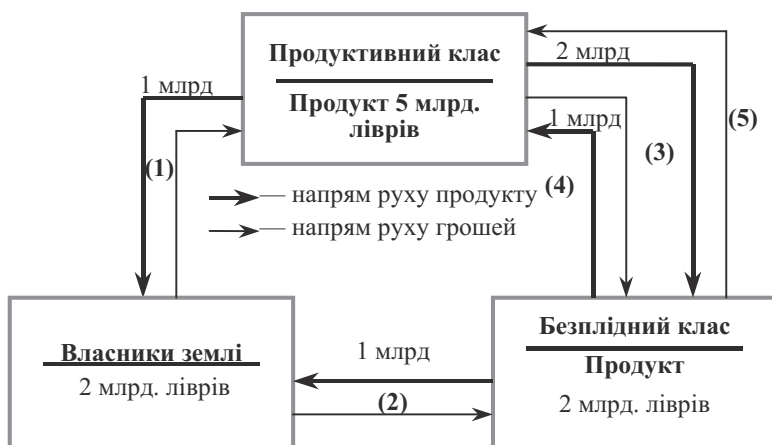 Продуктивний клас
2 млрд
1 млрд
Продукт 5 млрд.
ліврів
1 млрд
(5)
(3)
(1)
(4)
— напрям руху продукту
— напрям руху грошей
Безплідний клас
Власники землі
1 млрд
Продукт
2 млрд. ліврів
(2)
2 млрд. ліврів